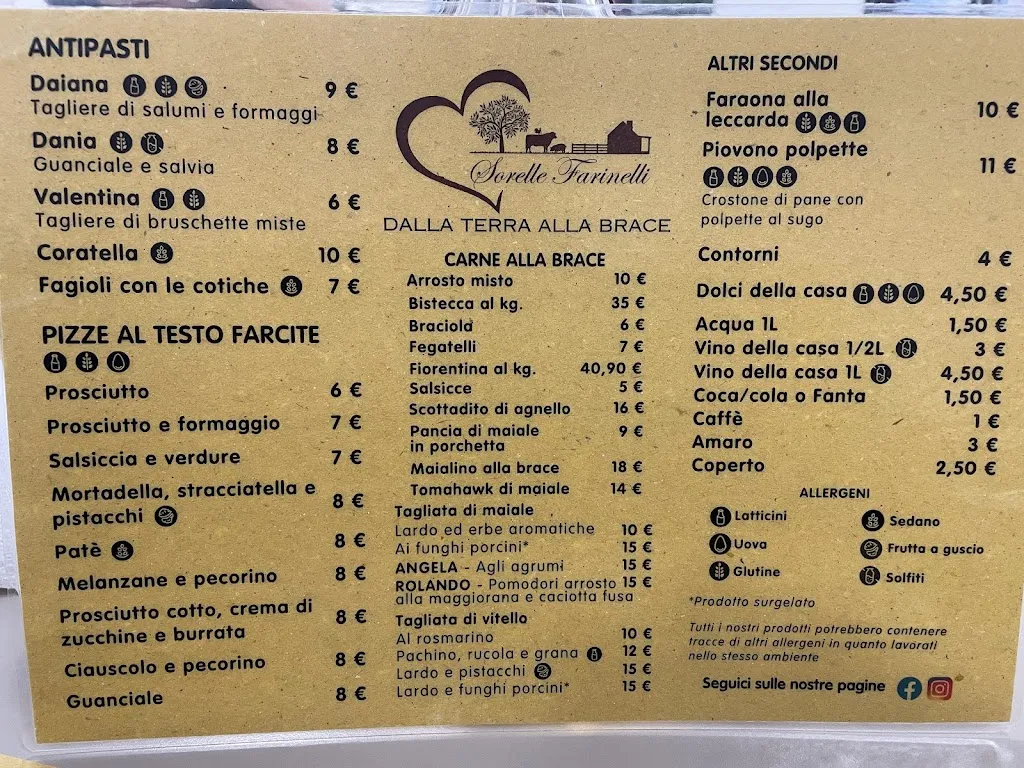 ANTIPASTI
Daiana 9 €
Tagliere di salumi e formaggi
Dania 8 €
Guanciale e salvia
Valentina 6 €
Tagliere di bruschette miste
Coratella 10 €
Fagioli con le cotiche 7 €
PIZZE AL TESTO FARCITE
Prosciutto 6 €
Prosciutto e formaggio 7 €
Salsiccia e verdure 7 €
Mortadella, stracciatella e
pistacchi 8 €
Patè 8 €
Melanzane e pecorino 8 €
Prosciutto cotto, crema di
zucchine e burrata 8 €
Ciauscolo e pecorino 8 €
Guanciale 8 €
Sorelle Farinelli
DALLA TERRA ALLA BRACE
CARNE ALLA BRACE
Arrosto misto 10 €
Bistecca al kg. 35 €
Braciola 6 €
Fegatelli 7 €
Fiorentina al kg. 40,90 €
Salsicce 5 €
Scottadito di agnello 16 €
Pancia di maiale 9 €
in porchetta
Maialino alla brace 18 €
Tomahawk di maiale 14 €
Tagliata di maiale
Lardo ed erbe aromatiche 10 €
Ai funghi porcini* 15 €
ANGELA - Agli agrumi 15 €
ROLANDO - Pomodori arrosto 15 €
alla maggiorana e caciotta fusa
Tagliata di vitello
Al rosmarino 10 €
Pachino, rucola e grana 12 €
Lardo e pistacchi 15 €
Lardo e funghi porcini* 15 €
ALTRI SECONDI
Faraona alla
leccarda 10 €
Piovono polpette 11 €
Crostone di pane con
polpette al sugo
Contorni 4 €
Dolci della casa 4,50 €
Acqua 1L 1,50 €
Vino della casa 1/2L 3 €
Vino della casa 1L 4,50 €
Coca/cola o Fanta 1,50 €
Caffè 1 €
Amaro 3 €
Coperto 2,50 €
ALLERGENI
Latticini
Uova
Glutine
Sedano
Frutta a guscio
Solfiti
*Prodotto surgelato
Tutti i nostri prodotti potrebbero contenere
tracce di altri allergeni in quanto lavorati
nello stesso ambiente
Seguici sulle nostre pagine